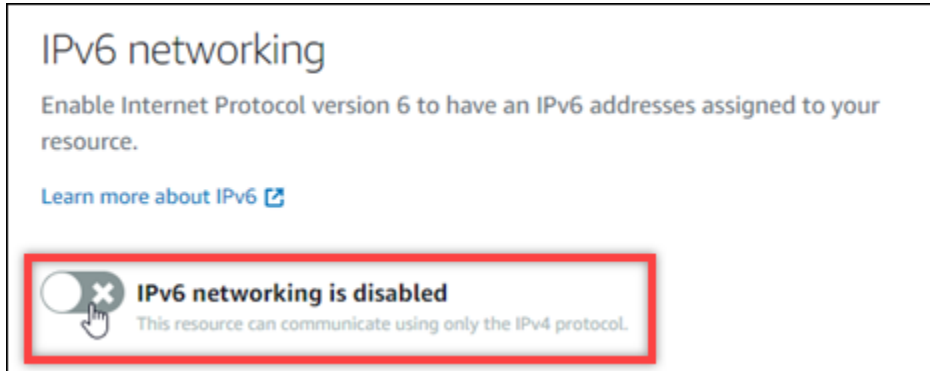 IPv6 networking
Enable Internet Protocol version 6 to have an IPv6 addresses assigned to your
resource.
Learn more about IPv6
IPv6 networking is disabled
This resource can communicate using only the IPv4 protocol.